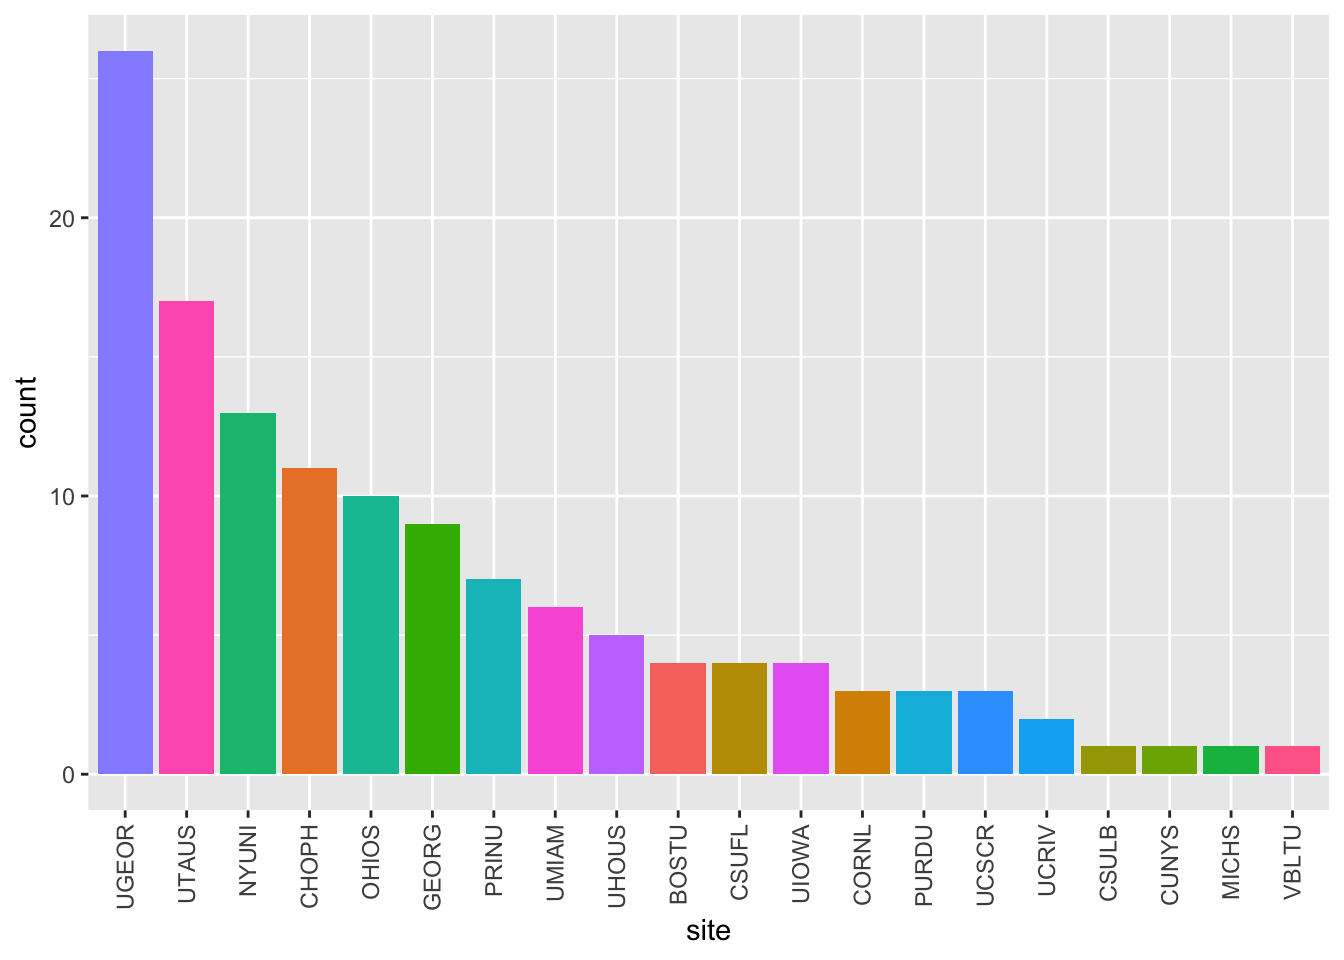 count
20
10
0
UGEOR
UTAUS
NYUNI
CHOPH
OHIOS
GEORG
PRINU
UMIAM
UHOUS
BOSTU
CSUFL
UIOWA
CORNL
PURDU
UCSCR
UCRIV
CSULB
CUNYS
MICHS
VBLTU
site